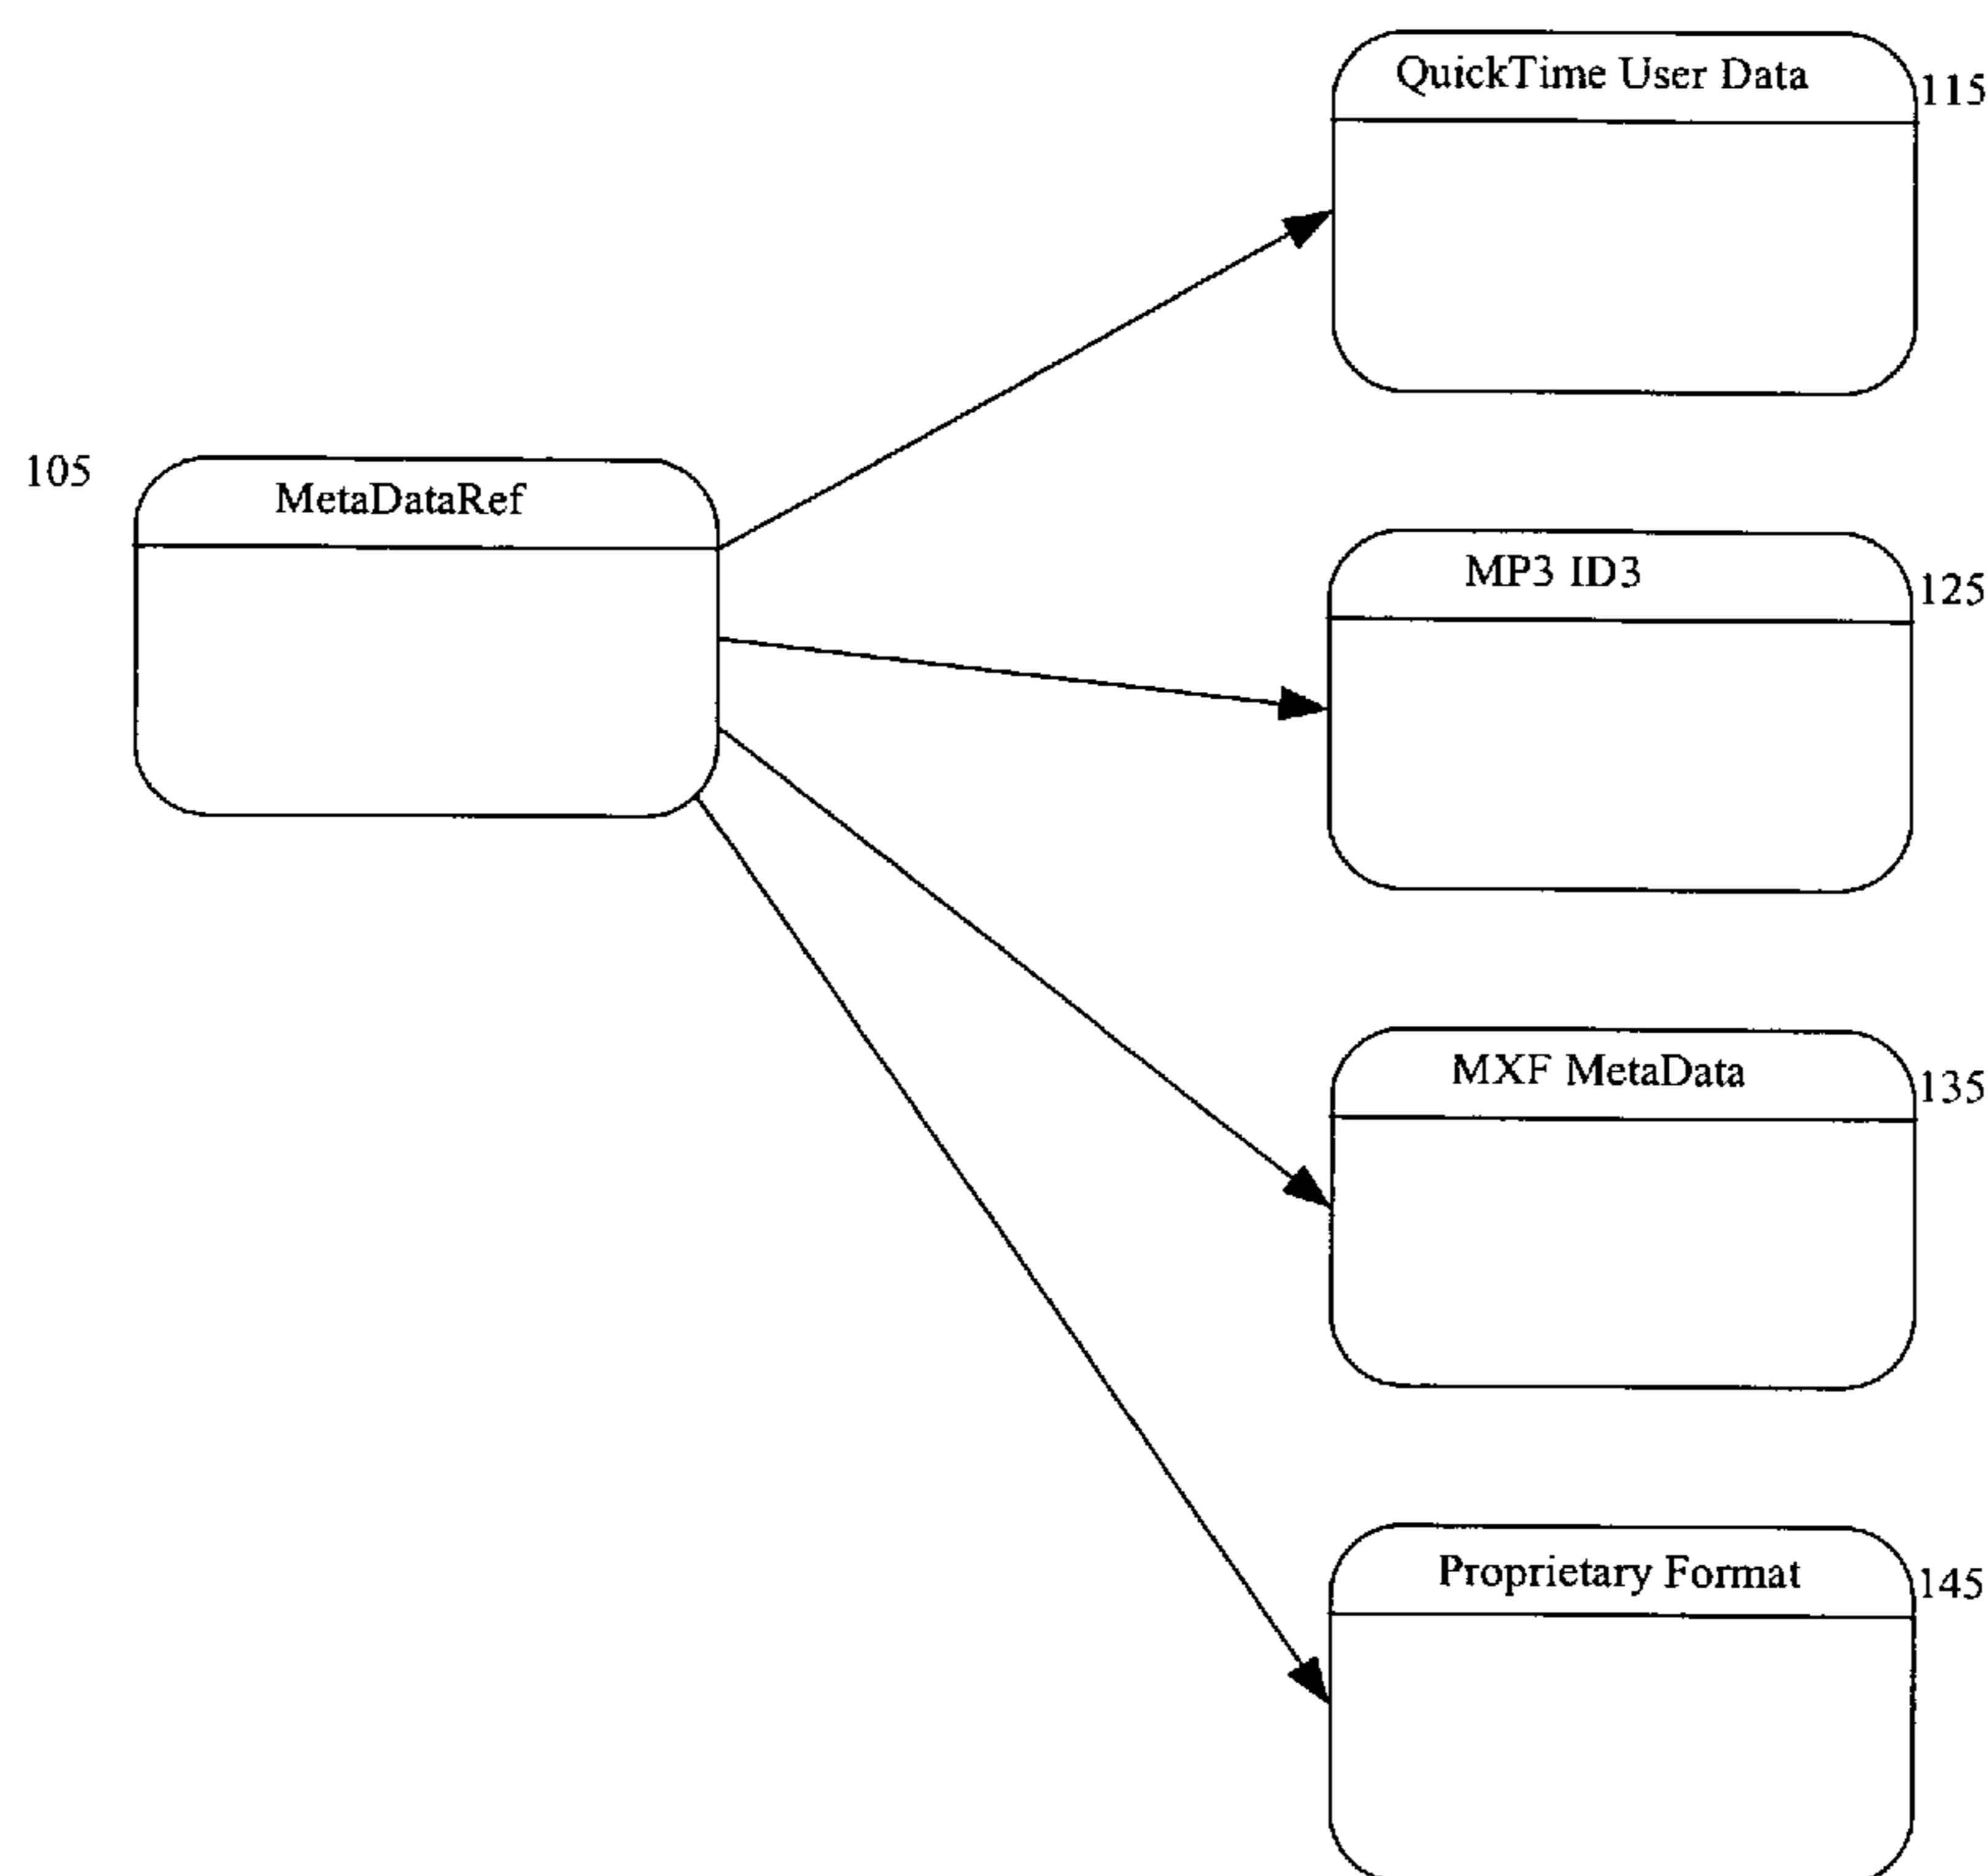 QuickTime User Data
115
105
MetaDataRef
MP3 ID3
125
MXF MetaData
135
Proprietary Format
145